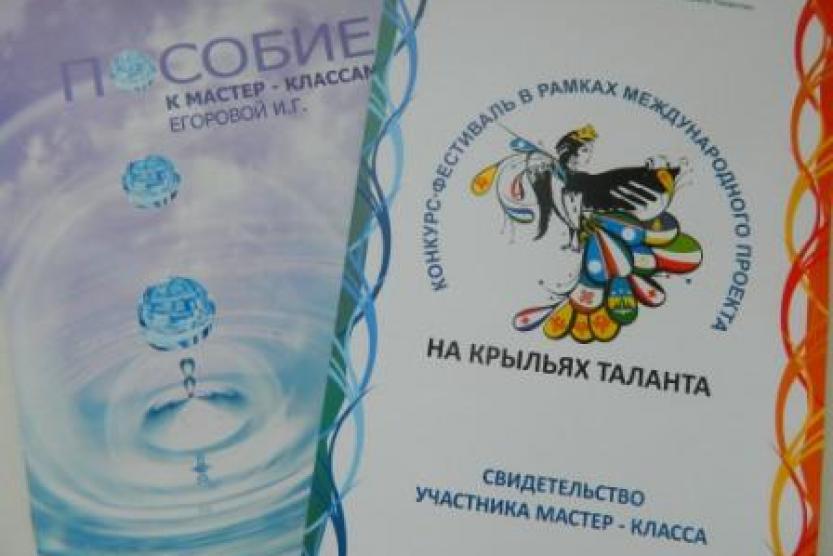 ПОСОБИЕ
К МАСТЕР - КЛАССАМ
ЕГОРОВОЙ И.Г.
КОНКУРС-ФЕСТИВАЛЬ В РАМКАХ МЕЖДУНАРОДНОГО ПРОЕКТА
НА КРЫЛЬЯХ ТАЛАНТА
СВИДЕТЕЛЬСТВО
УЧАСТНИКА МАСТЕР - КЛАССА